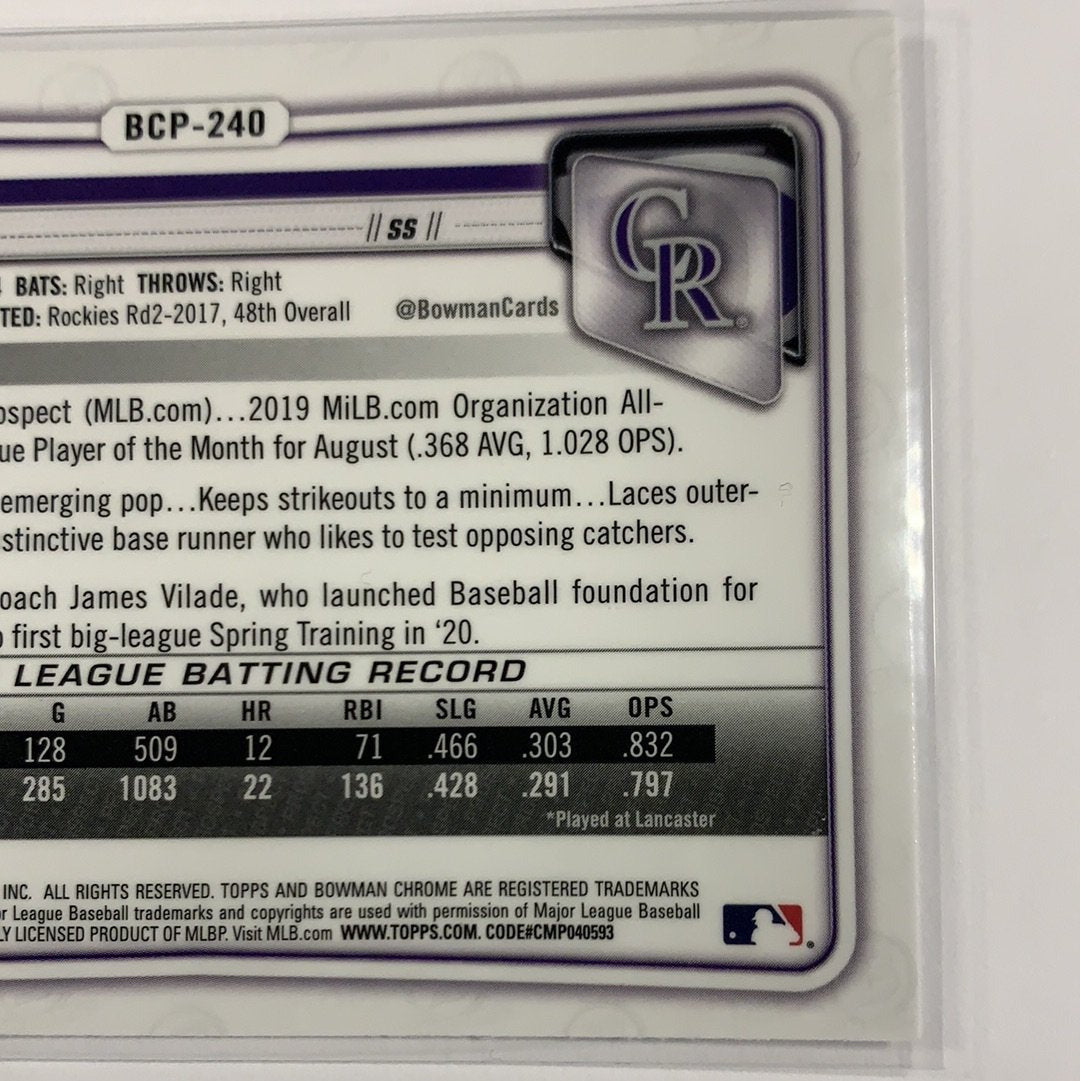 BCP-240
// SS //
BATS: Right THROWS: Right
TED: Rockies Rd2-2017, 48th Overall
@BowmanCards
CR
ospect (MLB.com)...2019 MiLB.com Organization All-
ue Player of the Month for August (.368 AVG, 1.028 OPS).
emerging pop...Keeps strikeouts to a minimum...Laces outer-
stinctive base runner who likes to test opposing catchers.
oach James Vilade, who launched Baseball foundation for
first big-league Spring Training in ‘20.
LEAGUE BATTING RECORD
G AB HR RBI SLG AVG OPS
128 509 12 71 .466 .303 .832
285 1083 22 136 .428 .291 .797
*Played at Lancaster
INC. ALL RIGHTS RESERVED. TOPPS AND BOWMAN CHROME ARE REGISTERED TRADEMARKS
r League Baseball trademarks and copyrights are used with permission of Major League Baseball
LY LICENSED PRODUCT OF MLBP. Visit MLB.com WWW.TOPPS.COM. CODE#CMP040593